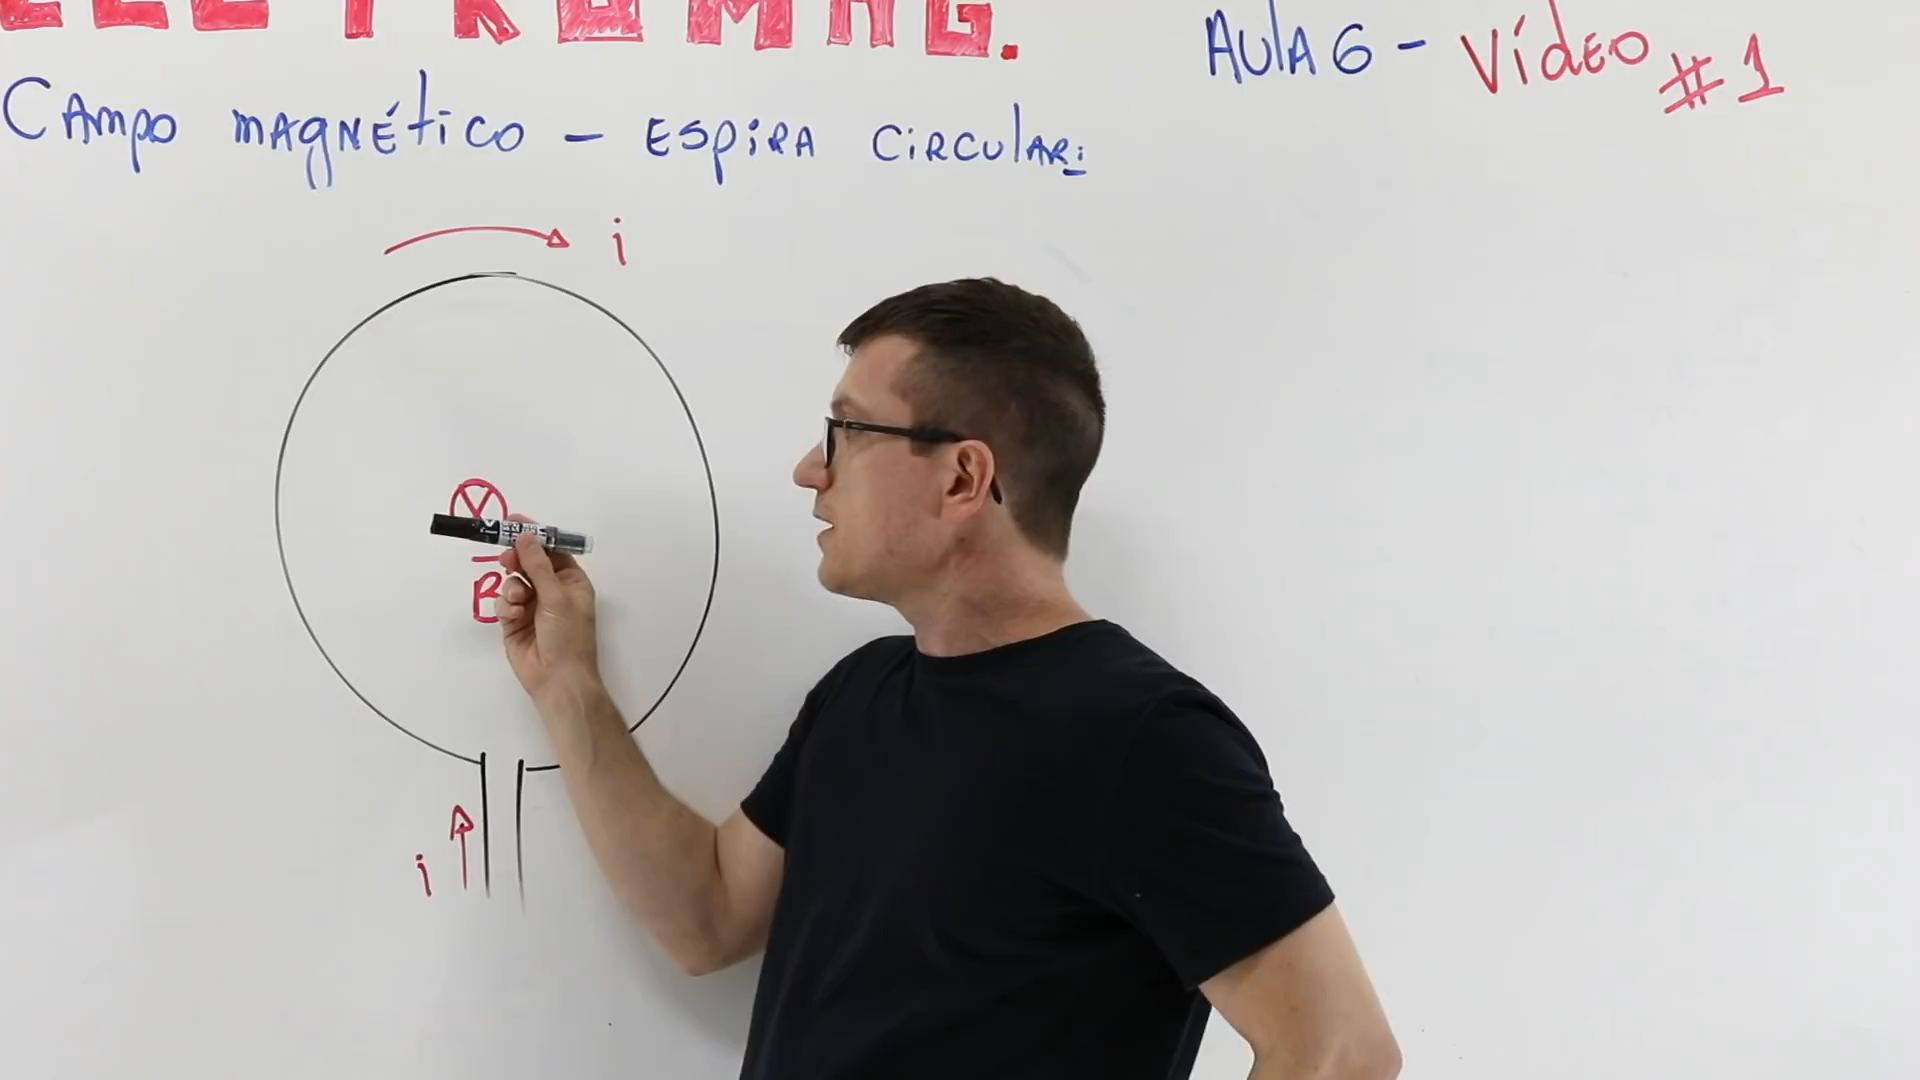 ELETROMAG.
AULA 6 - Vídeo #1
Campo magnético - espira circular:
i
B
i